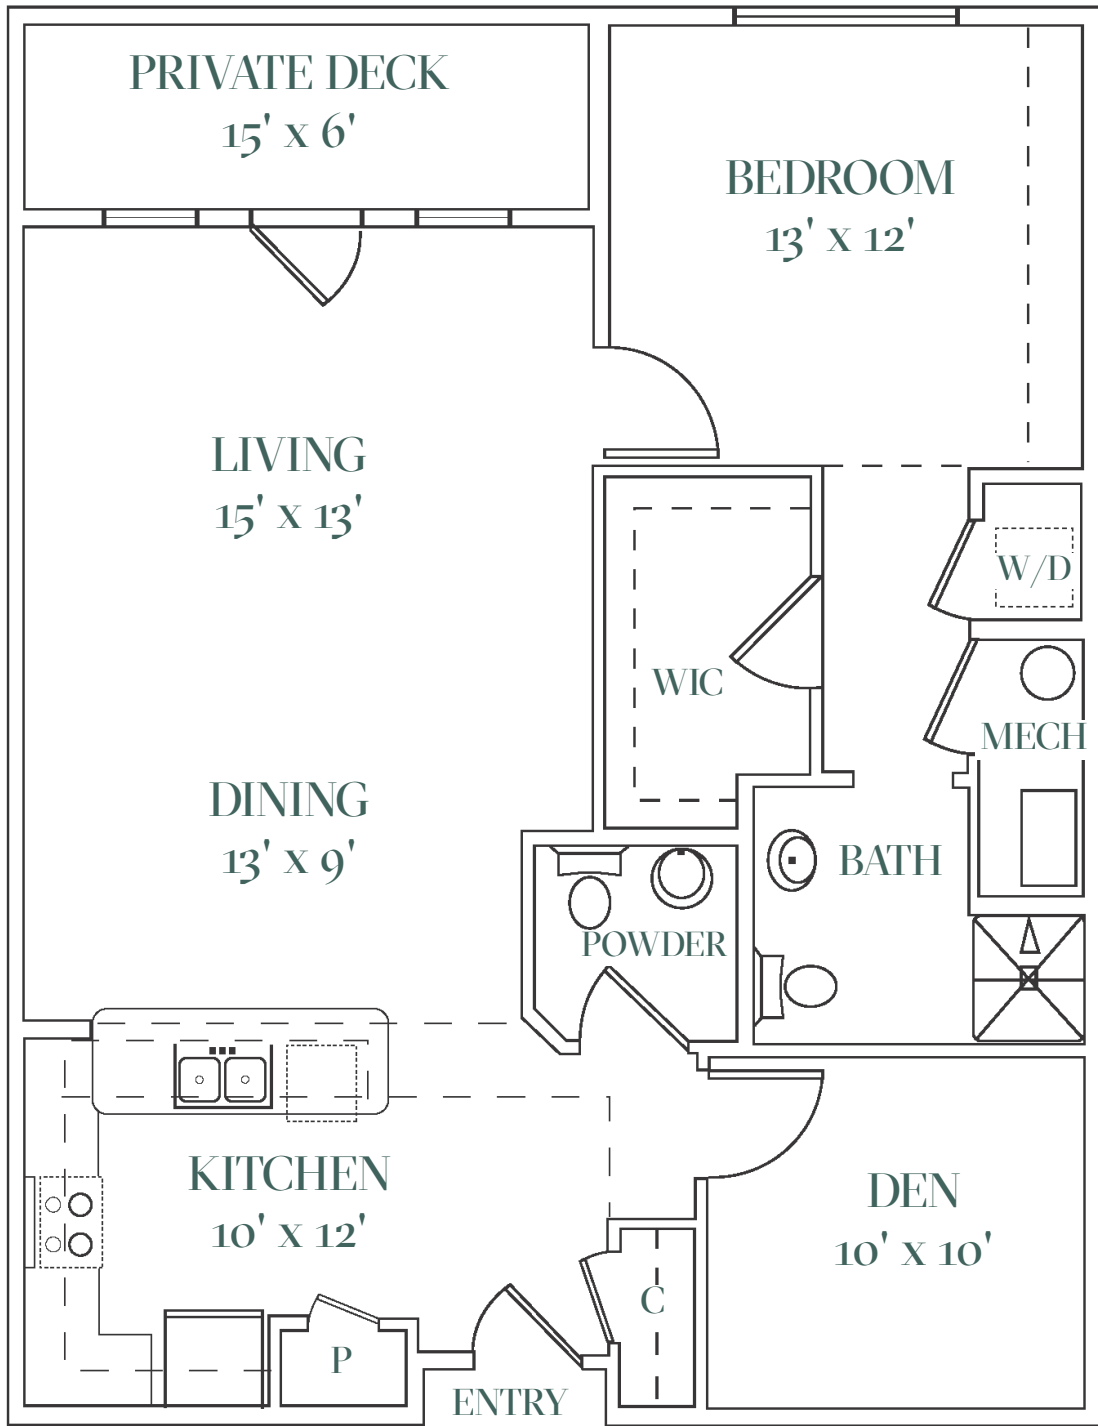 PRIVATE DECK
15' x 6'
BEDROOM
13' x 12'
LIVING
15' x 13'
W/D
WIC
MECH
DINING
13' x 9'
BATH
POWDER
KITCHEN
10' x 12'
DEN
10' x 10'
C
P
ENTRY